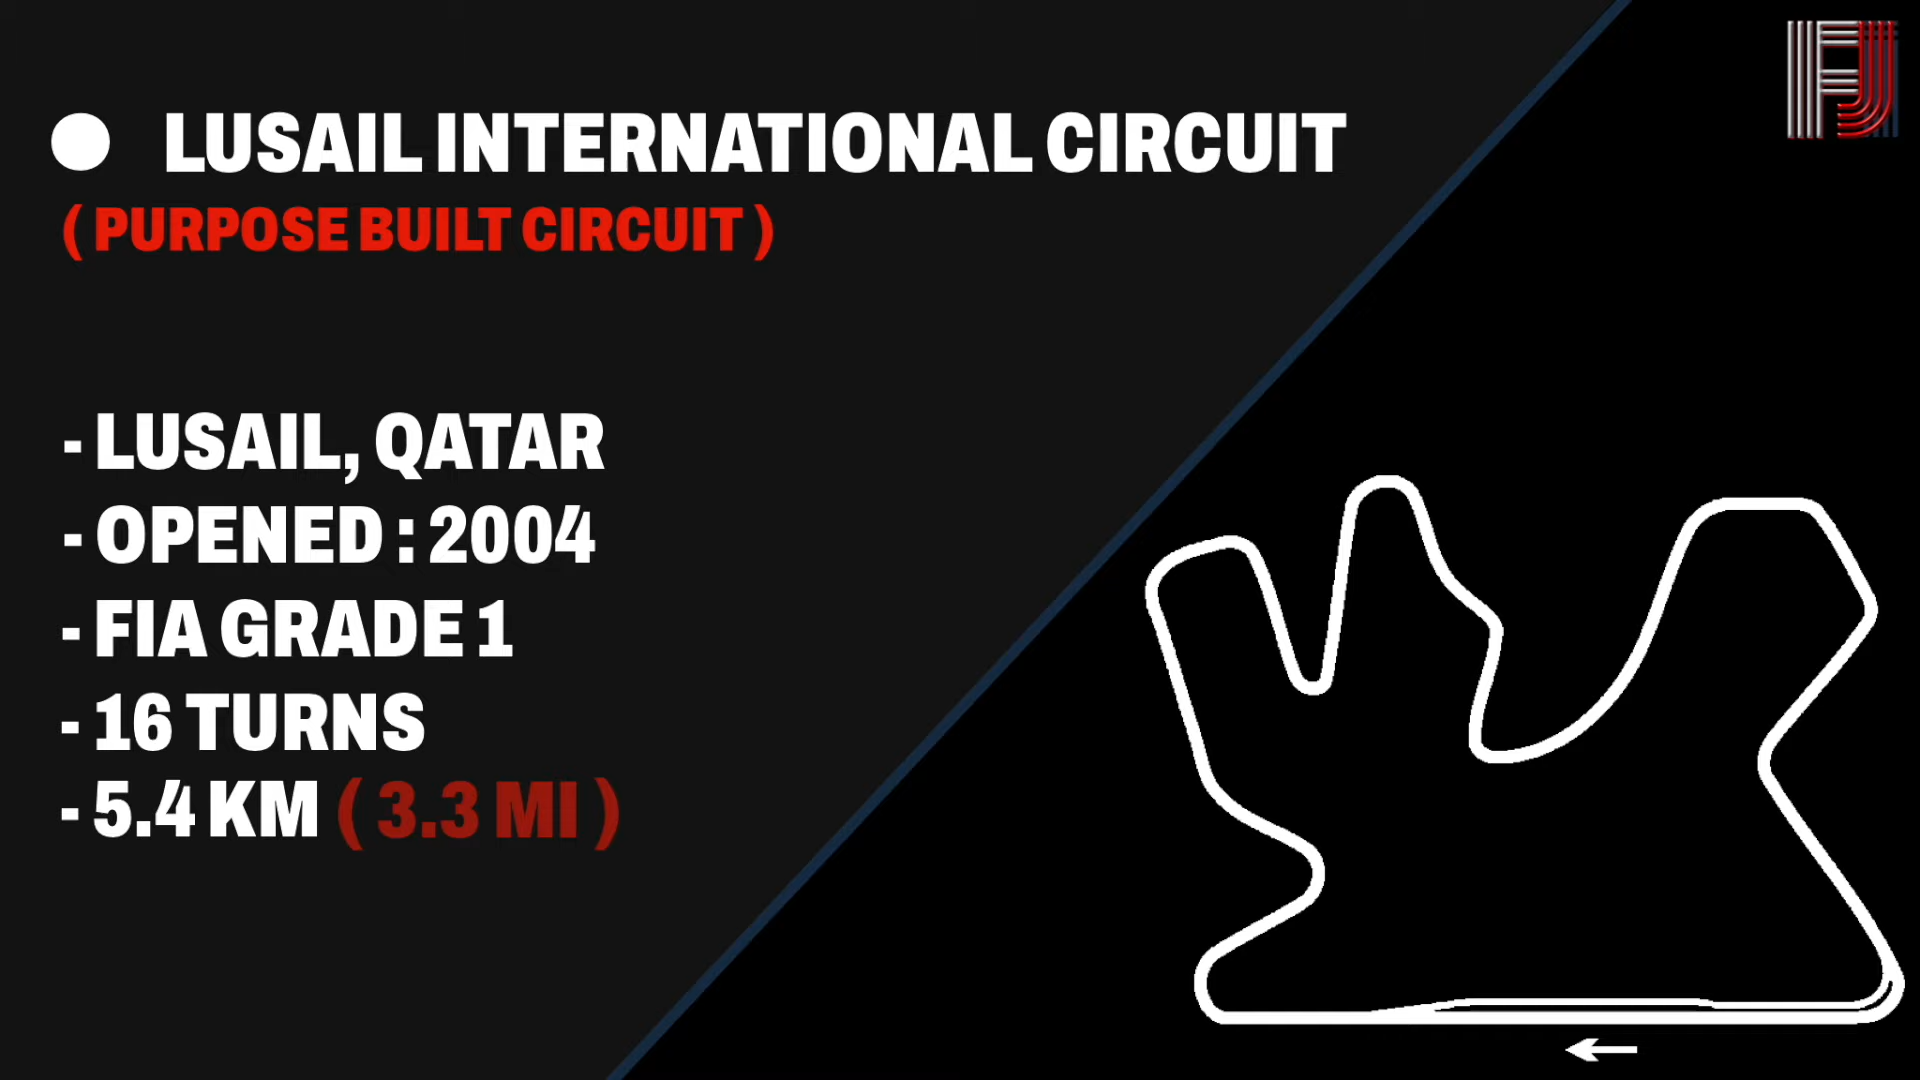 LUSAIL INTERNATIONAL CIRCUIT
( PURPOSE BUILT CIRCUIT )
- LUSAIL, QATAR
- OPENED : 2004
- FIA GRADE 1
- 16 TURNS
- 5.4 KM ( 3.3 MI )